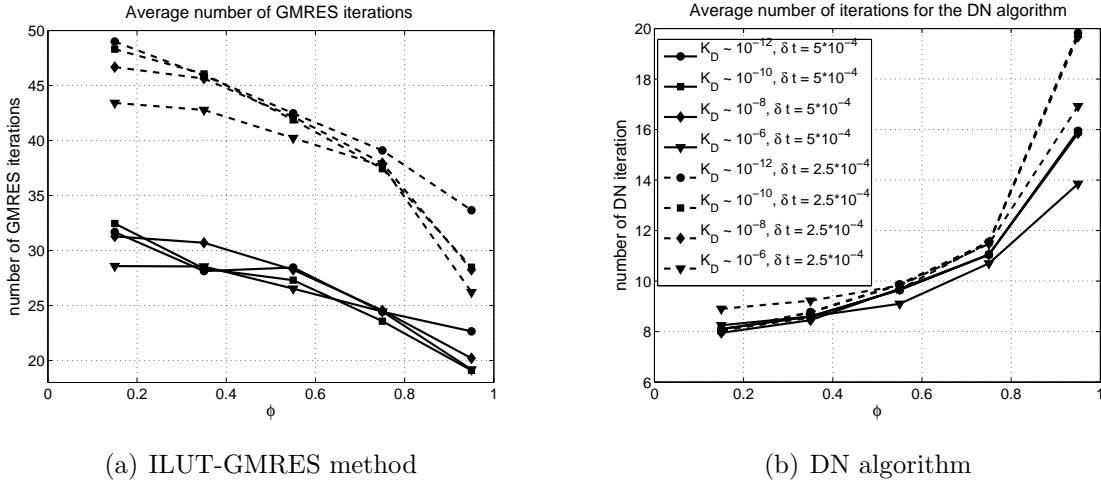 Average number of GMRES iterations
number of GMRES iterations
50
45
40
35
30
25
20
0
0.2
0.4
0.6
0.8
1
ϕ
(a) ILUT-GMRES method
Average number of iterations for the DN algorithm
number of DN iteration
20
18
16
14
12
10
8
6
K_D ~ 10^-12, δ t = 5*10^-4
K_D ~ 10^-10, δ t = 5*10^-4
K_D ~ 10^-8, δ t = 5*10^-4
K_D ~ 10^-6, δ t = 5*10^-4
K_D ~ 10^-12, δ t = 2.5*10^-4
K_D ~ 10^-10, δ t = 2.5*10^-4
K_D ~ 10^-8, δ t = 2.5*10^-4
K_D ~ 10^-6, δ t = 2.5*10^-4
0
0.2
0.4
0.6
0.8
1
ϕ
(b) DN algorithm